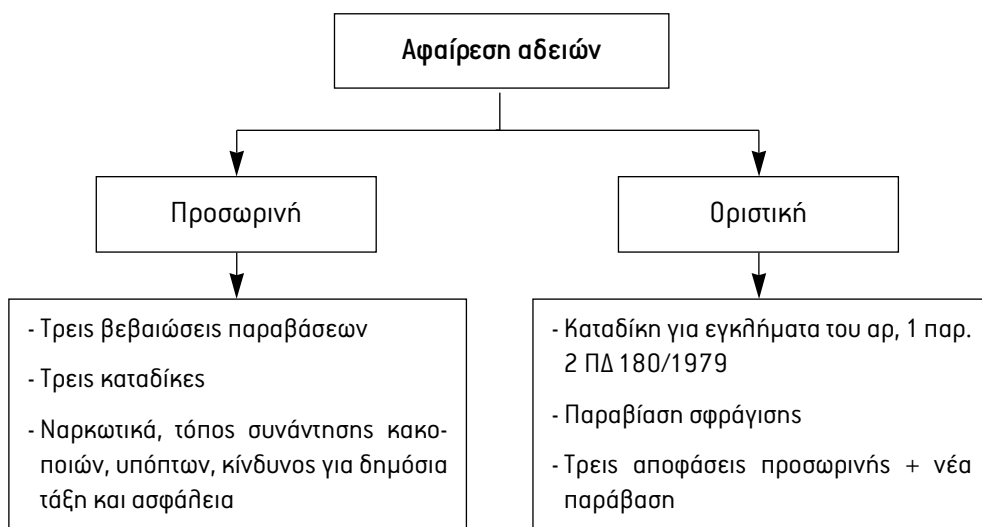 Αφαίρεση αδειών
Προσωρινή
Οριστική
- Τρεις βεβαιώσεις παραβάσεων
- Τρεις καταδίκες
- Ναρκωτικά, τόπος συνάντησης κακο-
ποιών, υπόπτων, κίνδυνος για δημόσια
τάξη και ασφάλεια
- Καταδίκη για εγκλήματα του αρ, 1 παρ.
2 ΠΔ 180/1979
- Παραβίαση σφράγισης
- Τρεις αποφάσεις προσωρινής + νέα
παράβαση